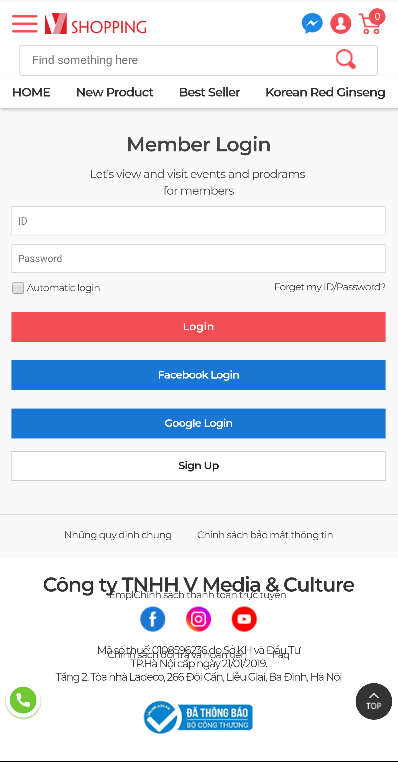 V SHOPPING
0
Find something here
HOME New Product Best Seller Korean Red Ginseng
Member Login
Let's view and visit events and prodrams
for members
ID
Password
Automatic login Forget my ID/Password?
Login
Facebook Login
Google Login
Sign Up
Những quy định chung Chính sách bảo mật thông tin
Công ty TNHH V Media & Culture
Empl Chính sách thanh toán trực tuyến
Mã số thuế: 0108596236 do Sở KH và Đầu Tư
Chính sách đổi trả và hoàn tiền Faq
TP.Hà Nội cấp ngày 21/01/2019.
Tầng 2, Tòa nhà Ladeco, 266 Đội Cấn, Liễu Giai, Ba Đình, Hà Nội
ĐÃ THÔNG BÁO
BỘ CÔNG THƯƠNG
TOP